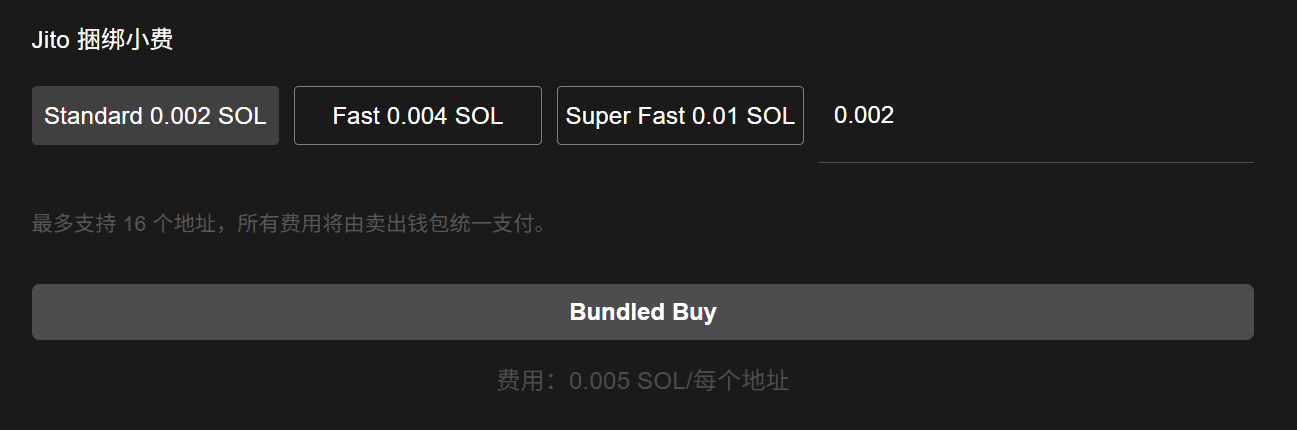 Jito 捆绑小费
Standard 0.002 SOL Fast 0.004 SOL Super Fast 0.01 SOL 0.002
最多支持 16 个地址，所有费用将由卖出钱包统一支付。
Bundled Buy
费用：0.005 SOL/每个地址